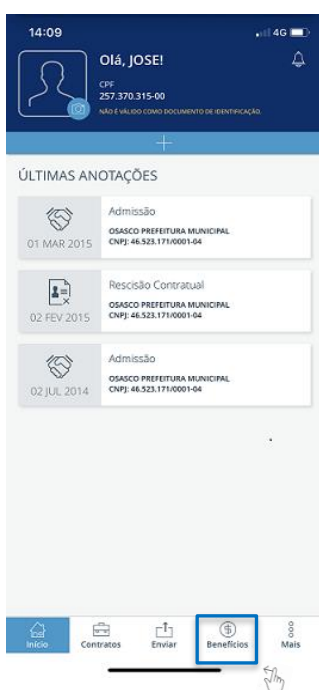 14:09
4G
Olá, JOSE!
CPF
257.370.315-00
NÃO É VÁLIDO COMO DOCUMENTO DE IDENTIFICAÇÃO.
ÚLTIMAS ANOTAÇÕES
Admissão
OSASCO PREFEITURA MUNICIPAL
CNPJ: 46.523.171/0001-04
01 MAR 2015
Rescisão Contratual
OSASCO PREFEITURA MUNICIPAL
CNPJ: 46.523.171/0001-04
02 FEV 2015
Admissão
OSASCO PREFEITURA MUNICIPAL
CNPJ: 46.523.171/0001-04
02 JUL 2014
Início Contratos Enviar Benefícios Mais